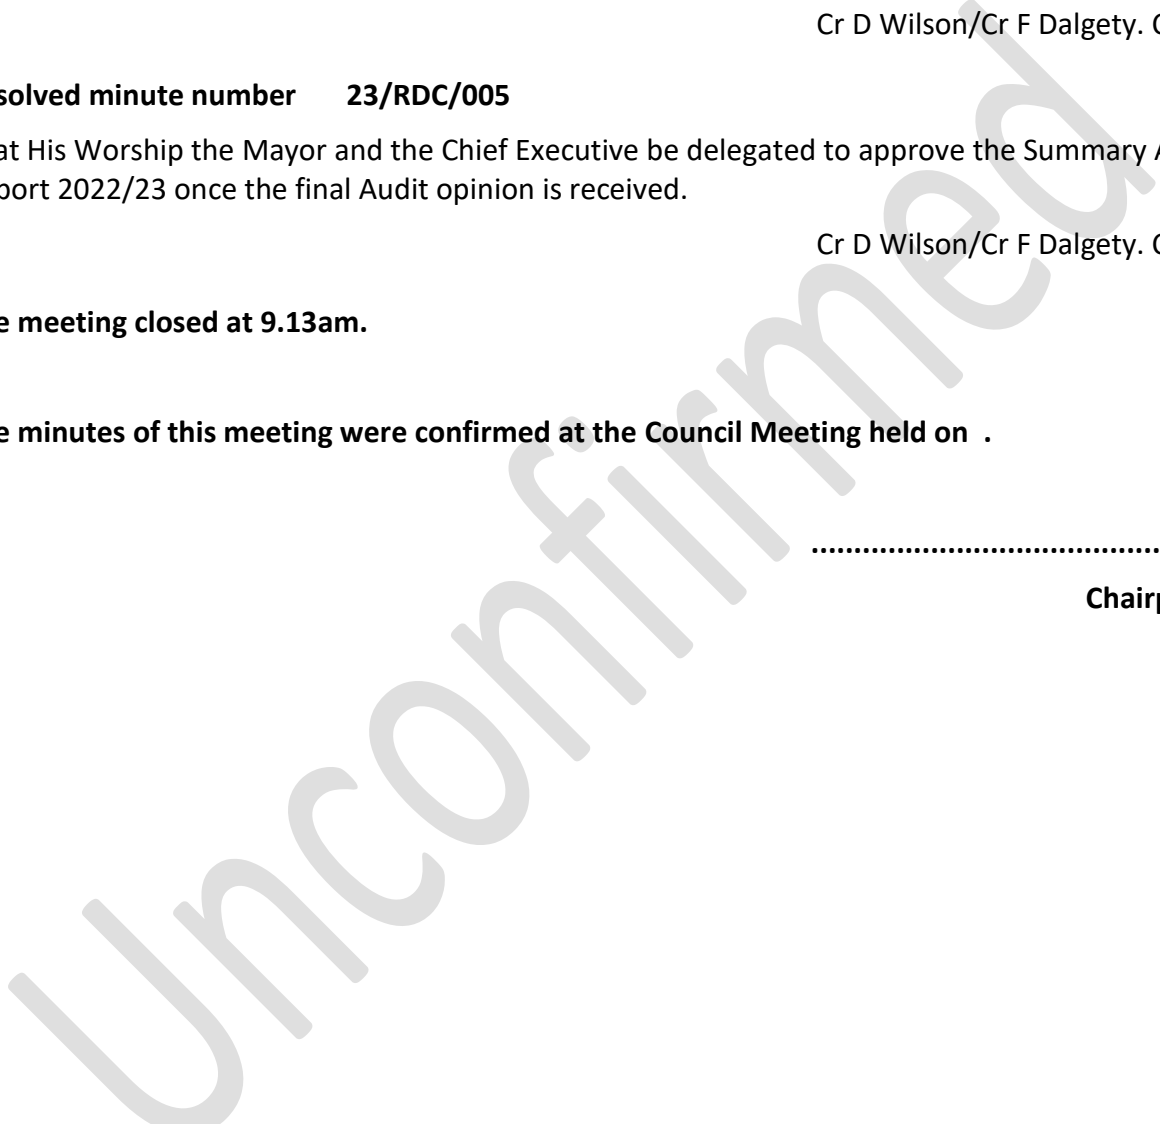 Cr D Wilson/Cr F Dalgety. C
solved minute number 23/RDC/005
at His Worship the Mayor and the Chief Executive be delegated to approve the Summary A
port 2022/23 once the final Audit opinion is received.
Cr D Wilson/Cr F Dalgety. C
e meeting closed at 9.13am.
e minutes of this meeting were confirmed at the Council Meeting held on .
.........................................
Chairp
Unconfirmed